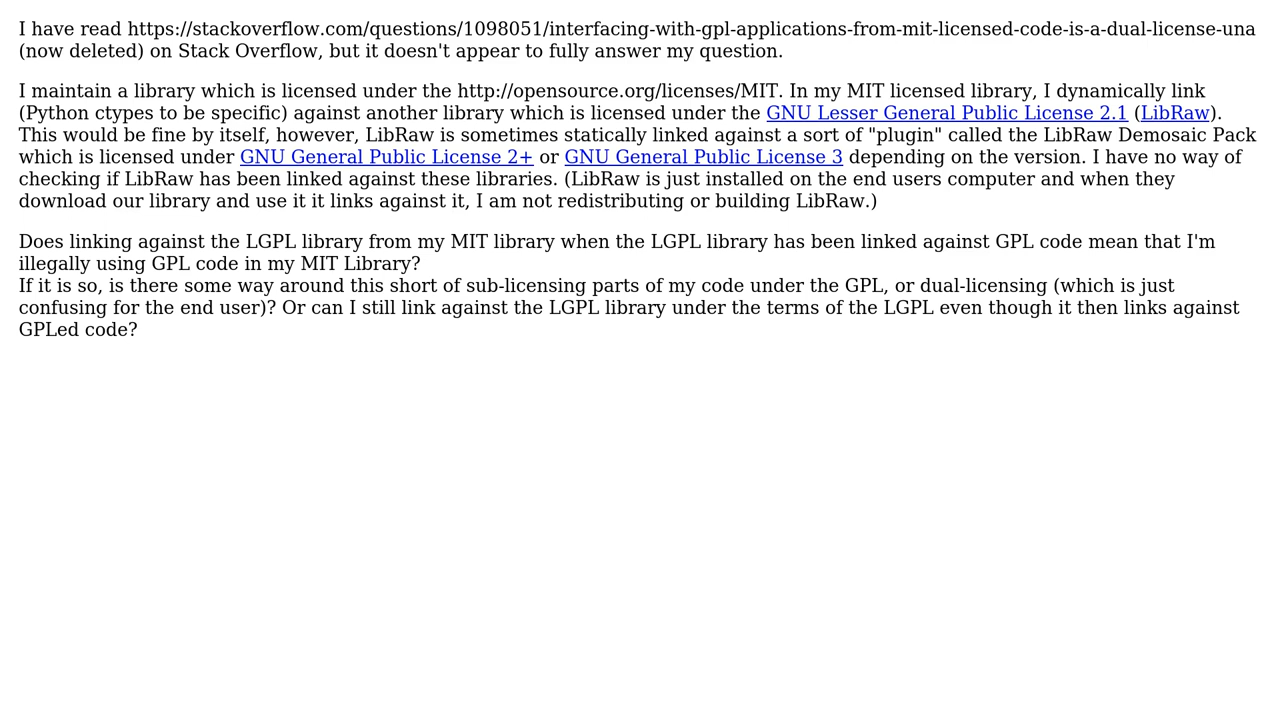 I have read https://stackoverflow.com/questions/1098051/interfacing-with-gpl-applications-from-mit-licensed-code-is-a-dual-license-una
(now deleted) on Stack Overflow, but it doesn't appear to fully answer my question.
I maintain a library which is licensed under the http://opensource.org/licenses/MIT. In my MIT licensed library, I dynamically link
(Python ctypes to be specific) against another library which is licensed under the GNU Lesser General Public License 2.1 (LibRaw).
This would be fine by itself, however, LibRaw is sometimes statically linked against a sort of "plugin" called the LibRaw Demosaic Pack
which is licensed under GNU General Public License 2+ or GNU General Public License 3 depending on the version. I have no way of
checking if LibRaw has been linked against these libraries. (LibRaw is just installed on the end users computer and when they
download our library and use it it links against it, I am not redistributing or building LibRaw.)
Does linking against the LGPL library from my MIT library when the LGPL library has been linked against GPL code mean that I'm
illegally using GPL code in my MIT Library?
If it is so, is there some way around this short of sub-licensing parts of my code under the GPL, or dual-licensing (which is just
confusing for the end user)? Or can I still link against the LGPL library under the terms of the LGPL even though it then links against
GPLed code?